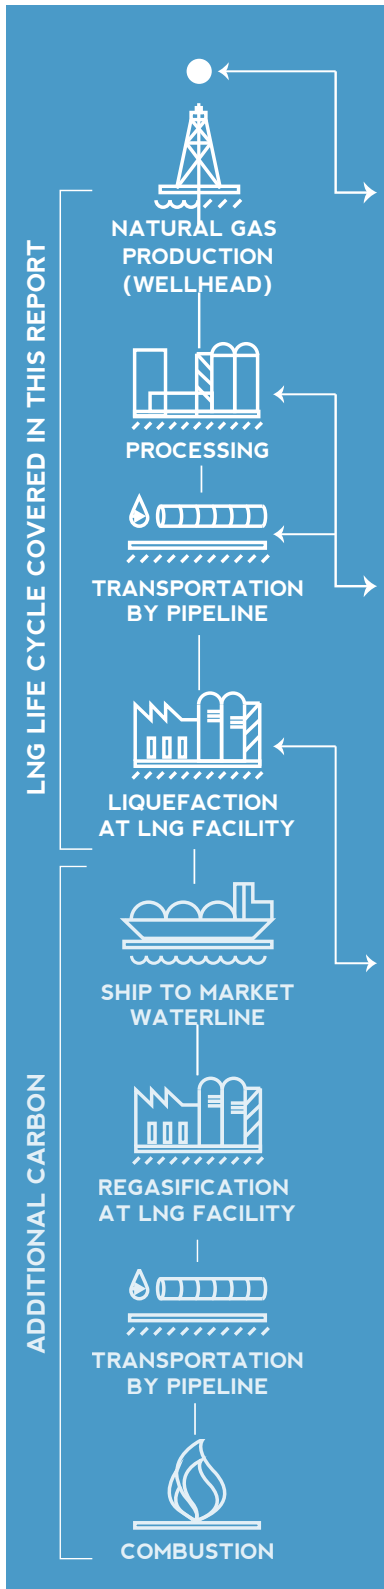 LNG LIFE CYCLE COVERED IN THIS REPORT
NATURAL GAS
PRODUCTION
(WELLHEAD)
PROCESSING
TRANSPORTATION
BY PIPELINE
LIQUEFACTION
AT LNG FACILITY
ADDITIONAL CARBON
SHIP TO MARKET
WATERLINE
REGASIFICATION
AT LNG FACILITY
TRANSPORTATION
BY PIPELINE
COMBUSTION